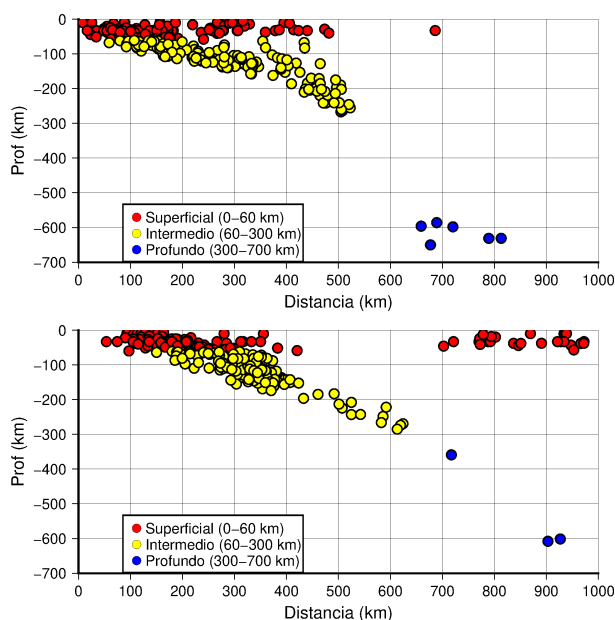 0
−100
−200
−300
−400
−500
−600
−700
Prof (km)
Superficial (0−60 km)
Intermedio (60−300 km)
Profundo (300−700 km)
0 100 200 300 400 500 600 700 800 900 1000
Distancia (km)
0
−100
−200
−300
−400
−500
−600
−700
Prof (km)
Superficial (0−60 km)
Intermedio (60−300 km)
Profundo (300−700 km)
0 100 200 300 400 500 600 700 800 900 1000
Distancia (km)